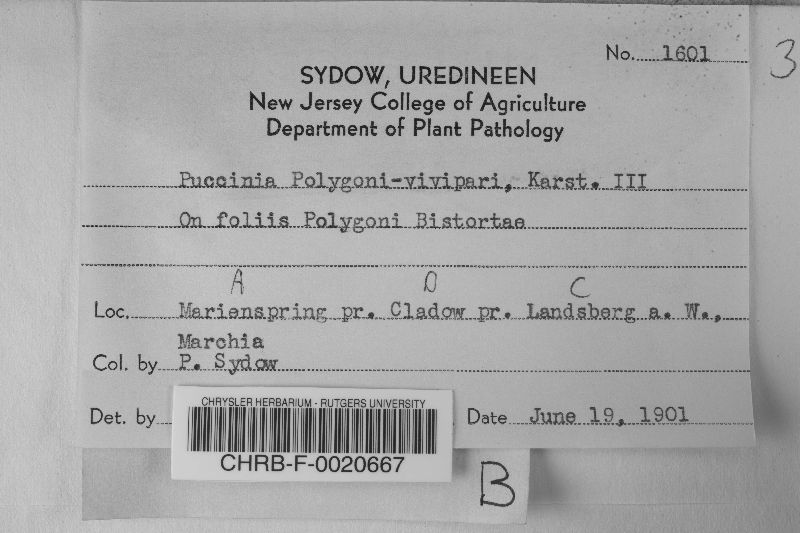 No. 1601
3
SYDOW, UREDINEEN
New Jersey College of Agriculture
Department of Plant Pathology
Puccinia Polygoni-vivipari, Karst. III
On foliis Polygoni Bistortae
A D C
Loc. Marienspring pr. Cladow pr. Landsberg a. W.,
Marchia
Col. by P. Sydow
Det. by
Date June 19, 1901
CHRYSLER HERBARIUM - RUTGERS UNIVERSITY
CHRB-F-0020667
B